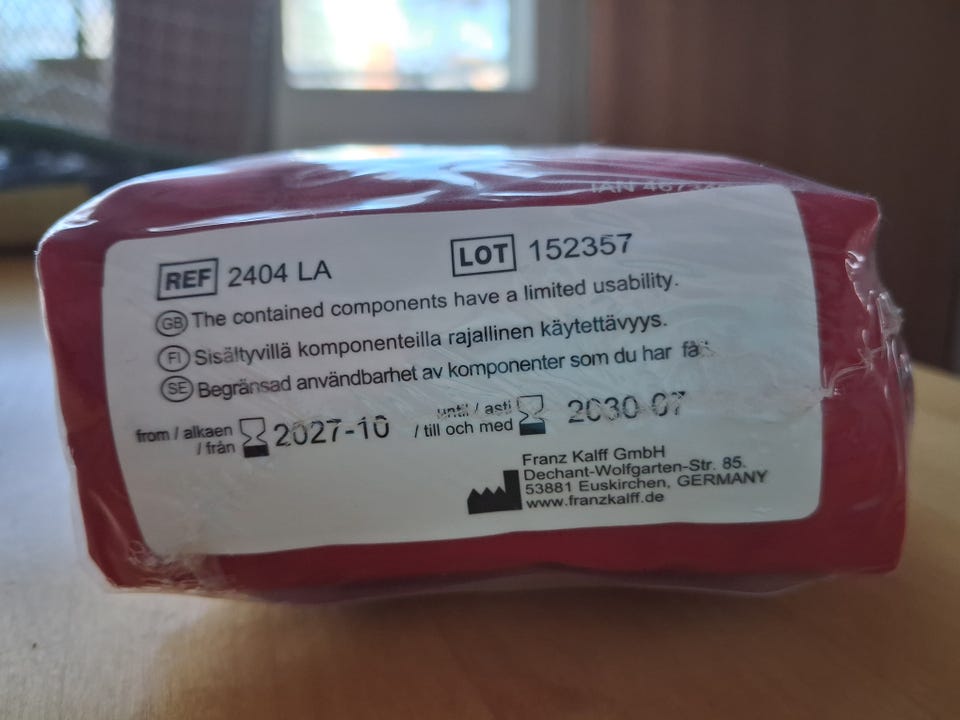 IAN 4673
REF 2404 LA LOT 152357
GB The contained components have a limited usability.
FI Sisältyvillä komponenteilla rajallinen käytettävyys.
SE Begränsad användbarhet av komponenter som du har
from / alkaen / från 2027-10 until / asti / till och med 2030-07
Franz Kalff GmbH
Dechant-Wolfgarten-Str. 85.
53881 Euskirchen, GERMANY
www.franzkalff.de